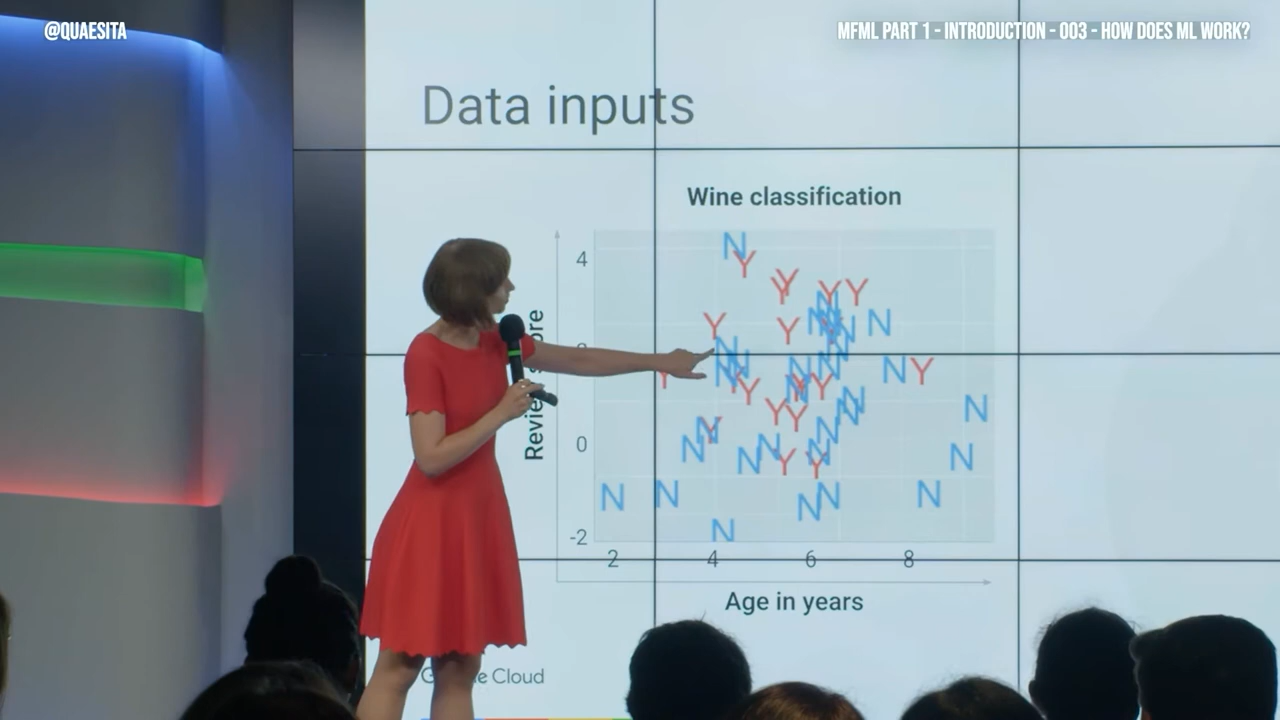 @QUAESITA
MFML PART 1 - INTRODUCTION - 003 - HOW DOES ML WORK?
Data inputs
Wine classification
4
0
-2
2
4
6
8
Age in years
Cloud